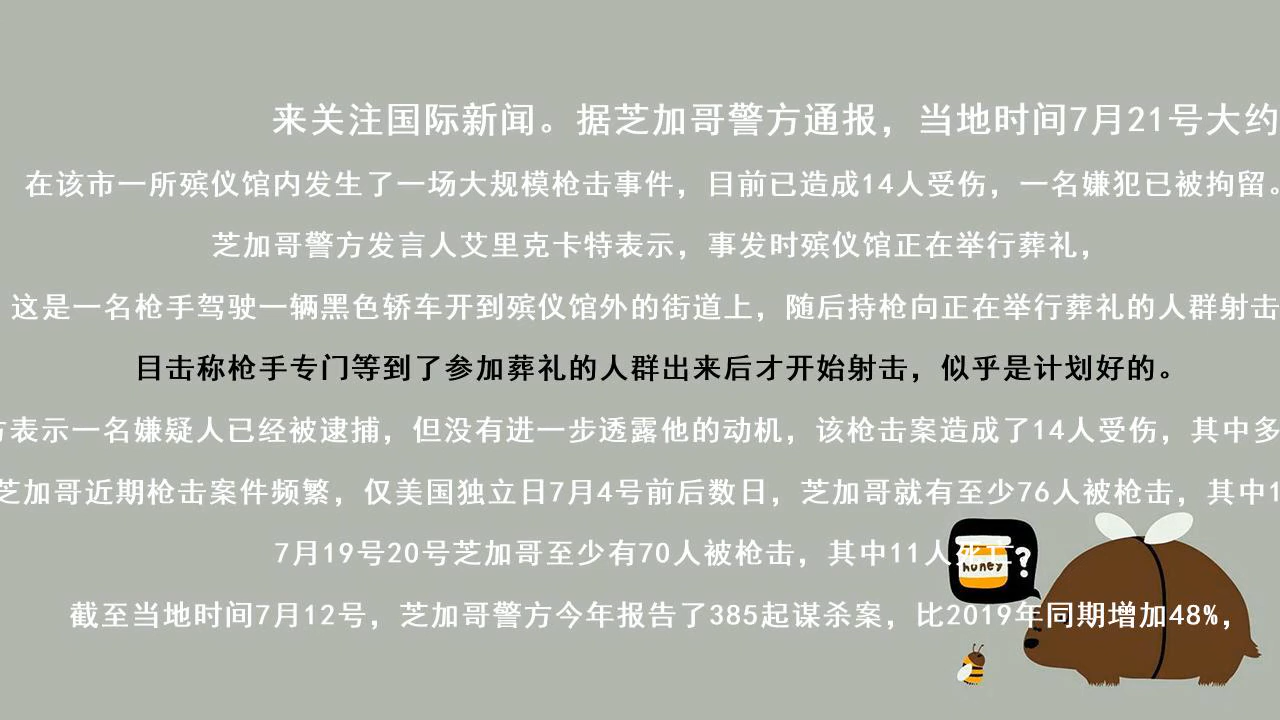 来关注国际新闻。据芝加哥警方通报，当地时间7月21号大约
在该市一所殡仪馆内发生了一场大规模枪击事件，目前已造成14人受伤，一名嫌犯已被拘留。
芝加哥警方发言人艾里克卡特表示，事发时殡仪馆正在举行葬礼，
这是一名枪手驾驶一辆黑色轿车开到殡仪馆外的街道上，随后持枪向正在举行葬礼的人群射击
目击称枪手专门等到了参加葬礼的人群出来后才开始射击，似乎是计划好的。
方表示一名嫌疑人已经被逮捕，但没有进一步透露他的动机，该枪击案造成了14人受伤，其中多
芝加哥近期枪击案件频繁，仅美国独立日7月4号前后数日，芝加哥就有至少76人被枪击，其中1
7月19号20号芝加哥至少有70人被枪击，其中11人死亡
honey
?
截至当地时间7月12号，芝加哥警方今年报告了385起谋杀案，比2019年同期增加48%，